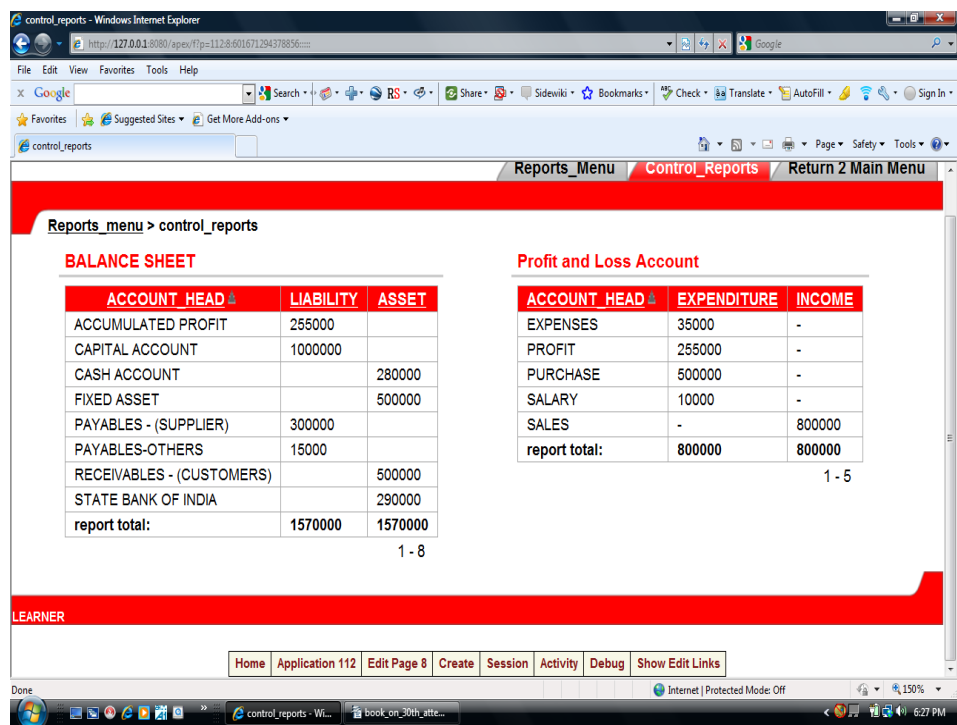 control_reports - Windows Internet Explorer
http://127.0.0.1:8080/apex/f?p=112:8:601671294378856:::::
Google
File Edit View Favorites Tools Help
x Google Search RS Share Sidewiki Bookmarks Check Translate AutoFill Sign In
Favorites Suggested Sites Get More Add-ons
control_reports Page Safety Tools
Reports_Menu Control_Reports Return 2 Main Menu
Reports_menu > control_reports
BALANCE SHEET
ACCOUNT_HEAD LIABILITY ASSET
ACCUMULATED PROFIT 255000
CAPITAL ACCOUNT 1000000
CASH ACCOUNT 280000
FIXED ASSET 500000
PAYABLES - (SUPPLIER) 300000
PAYABLES-OTHERS 15000
RECEIVABLES - (CUSTOMERS) 500000
STATE BANK OF INDIA 290000
report total: 1570000 1570000
1 - 8
Profit and Loss Account
ACCOUNT_HEAD EXPENDITURE INCOME
EXPENSES 35000 -
PROFIT 255000 -
PURCHASE 500000 -
SALARY 10000 -
SALES - 800000
report total: 800000 800000
1 - 5
LEARNER
Home Application 112 Edit Page 8 Create Session Activity Debug Show Edit Links
Done Internet | Protected Mode: Off 150%
control_reports - Wi... book_on_30th_atte... 6:27 PM